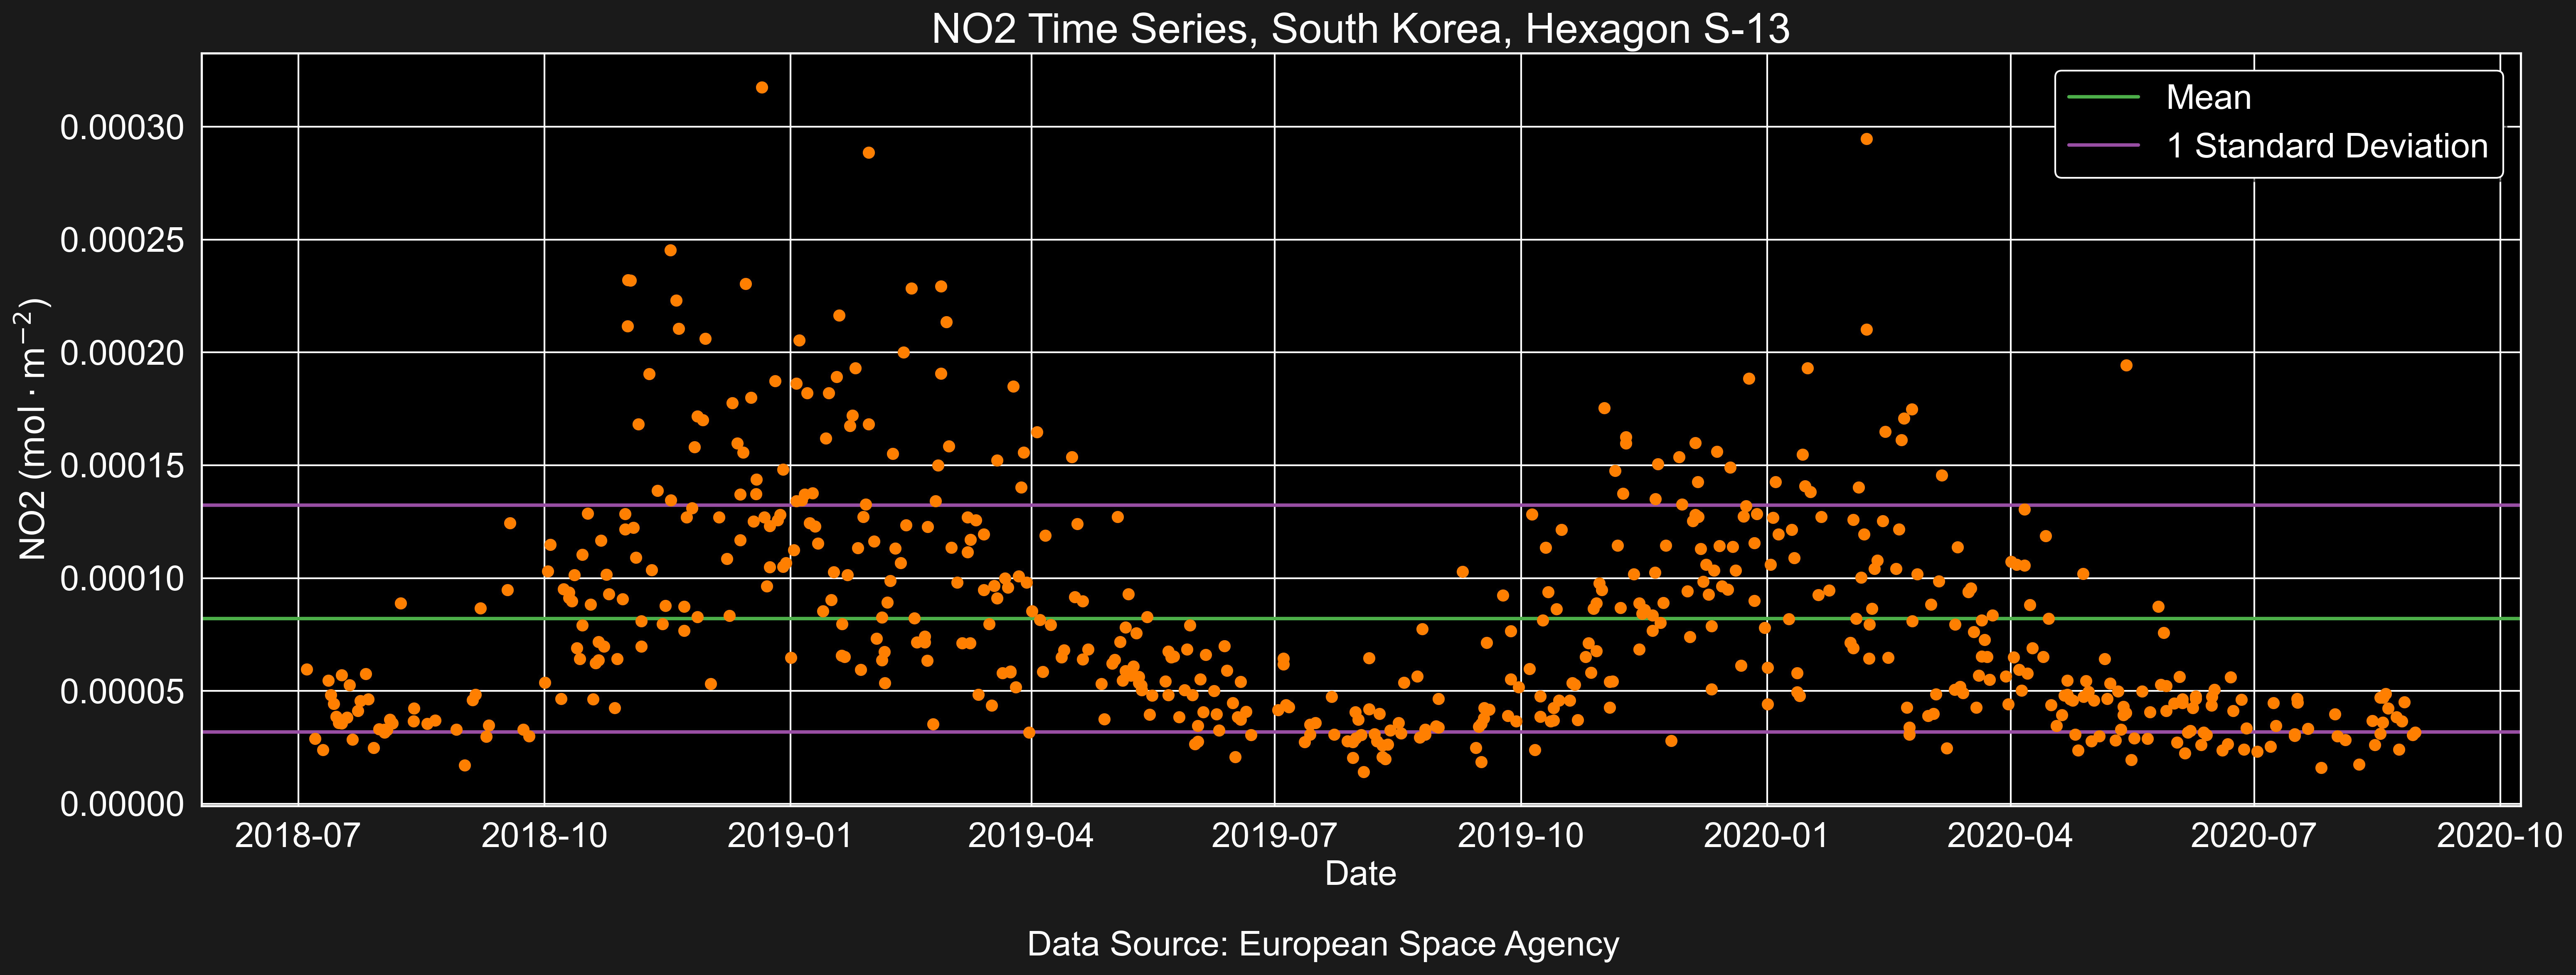 NO2 Time Series, South Korea, Hexagon S-13
Mean
1 Standard Deviation
NO2 (mol · m⁻²)
0.00030
0.00025
0.00020
0.00015
0.00010
0.00005
0.00000
2018-07 2018-10 2019-01 2019-04 2019-07 2019-10 2020-01 2020-04 2020-07 2020-10
Date
Data Source: European Space Agency